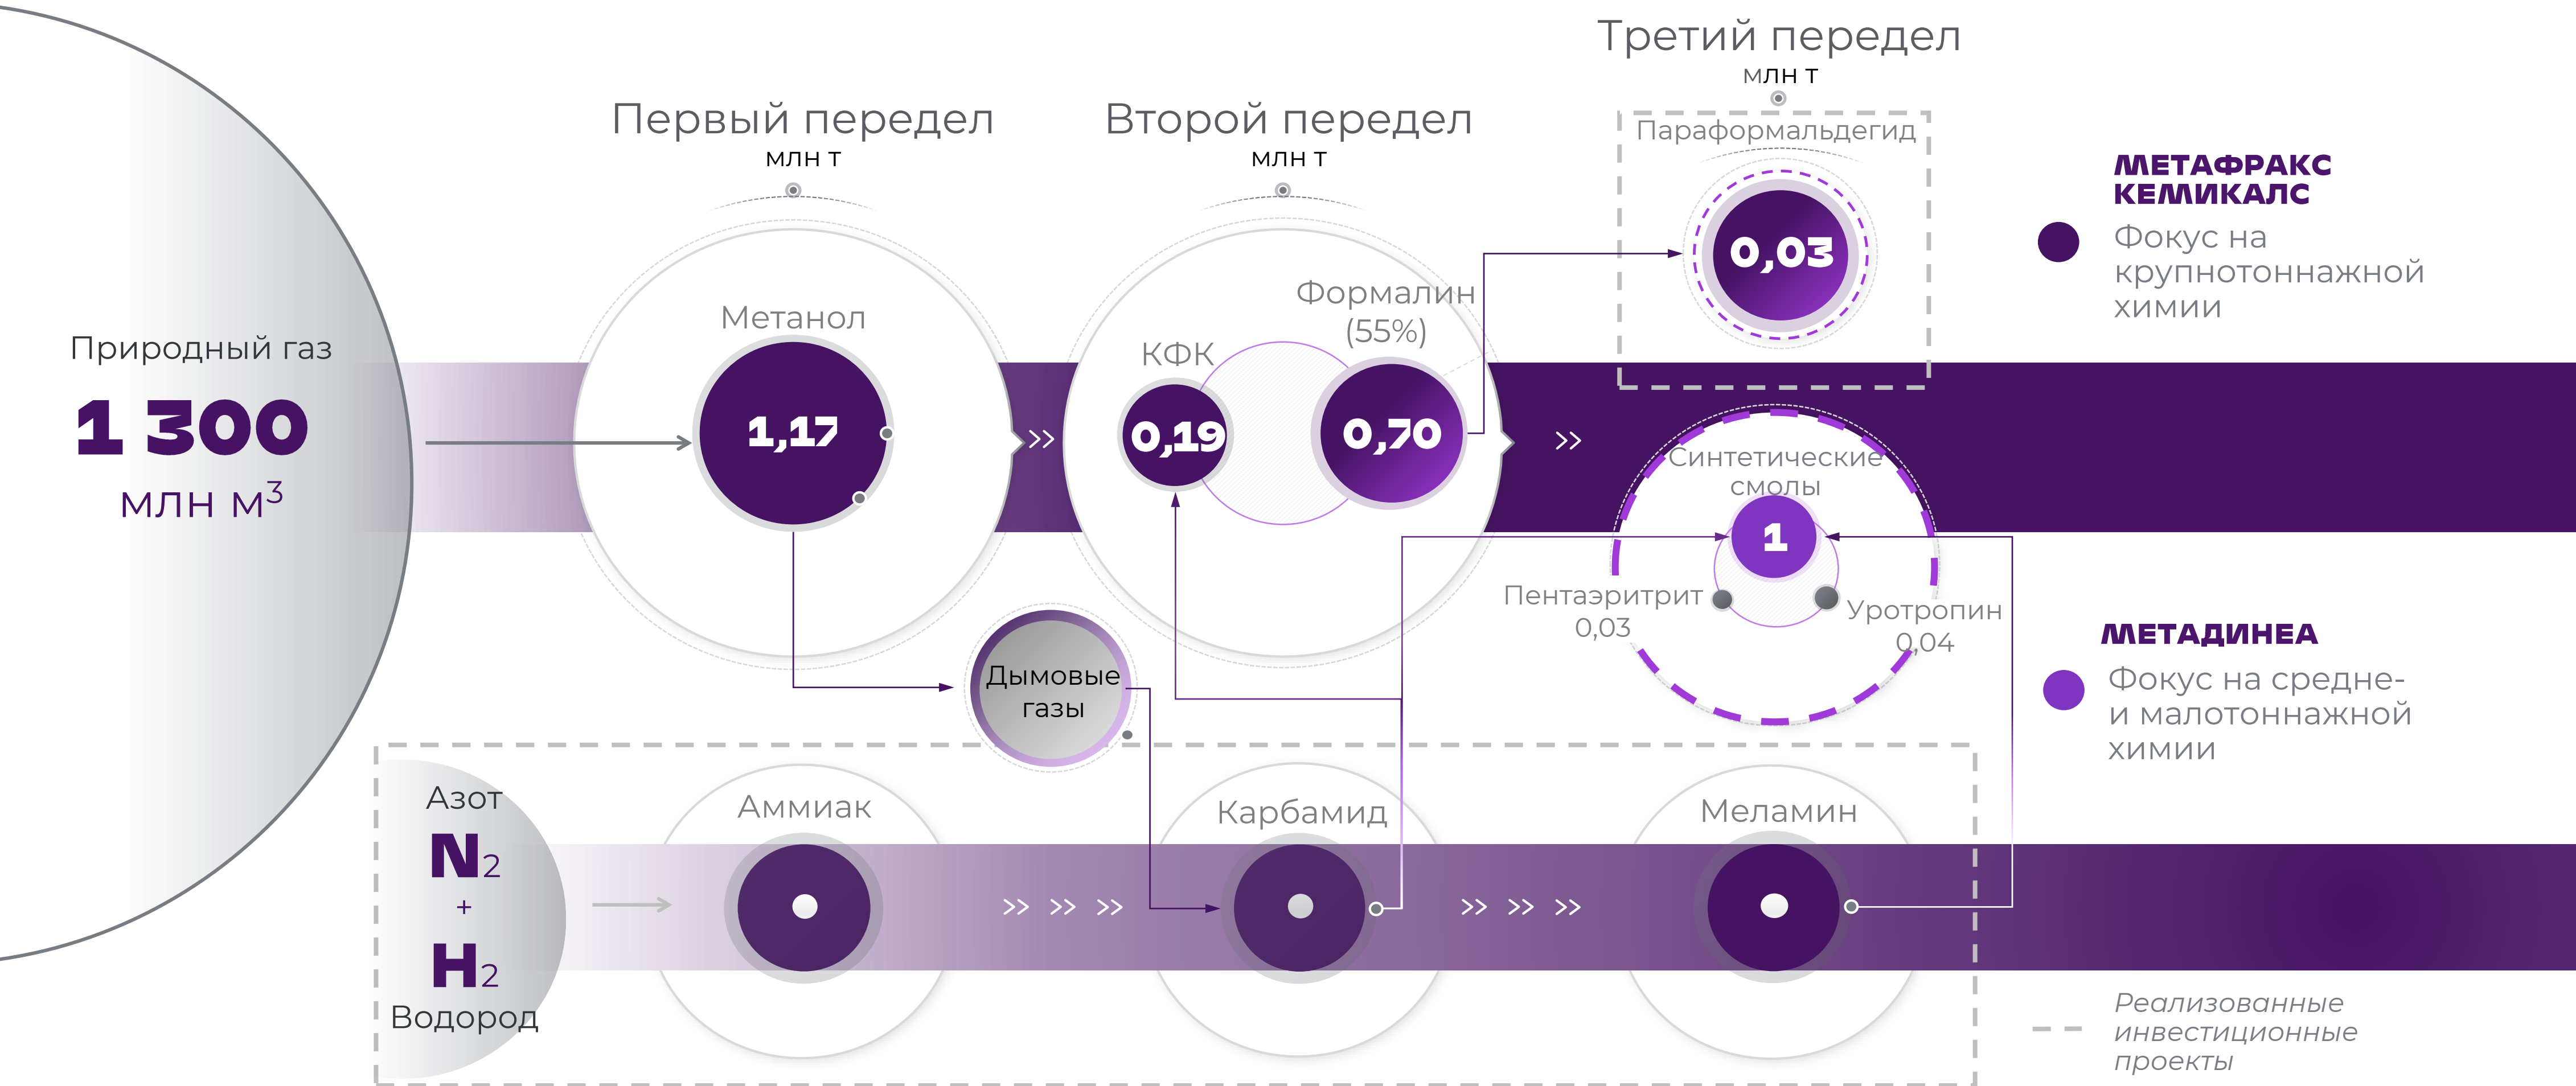 Третий передел
млн т
Первый передел
млн т
Второй передел
млн т
Параформальдегид
0,03
МЕТАФРАКС
КЕМИКАЛС
Фокус на
крупнотоннажной
химии
Природный газ
1 300
млн м³
Метанол
1,17
КФК
0,19
Формалин
(55%)
0,70
Синтетические
смолы
1
Пентаэритрит
0,03
Уротропин
0,04
МЕТАДИНЕА
Фокус на средне-
и малотоннажной
химии
Дымовые
газы
Азот
N2
+
H2
Водород
Аммиак
Карбамид
Меламин
Реализованные
инвестиционные
проекты